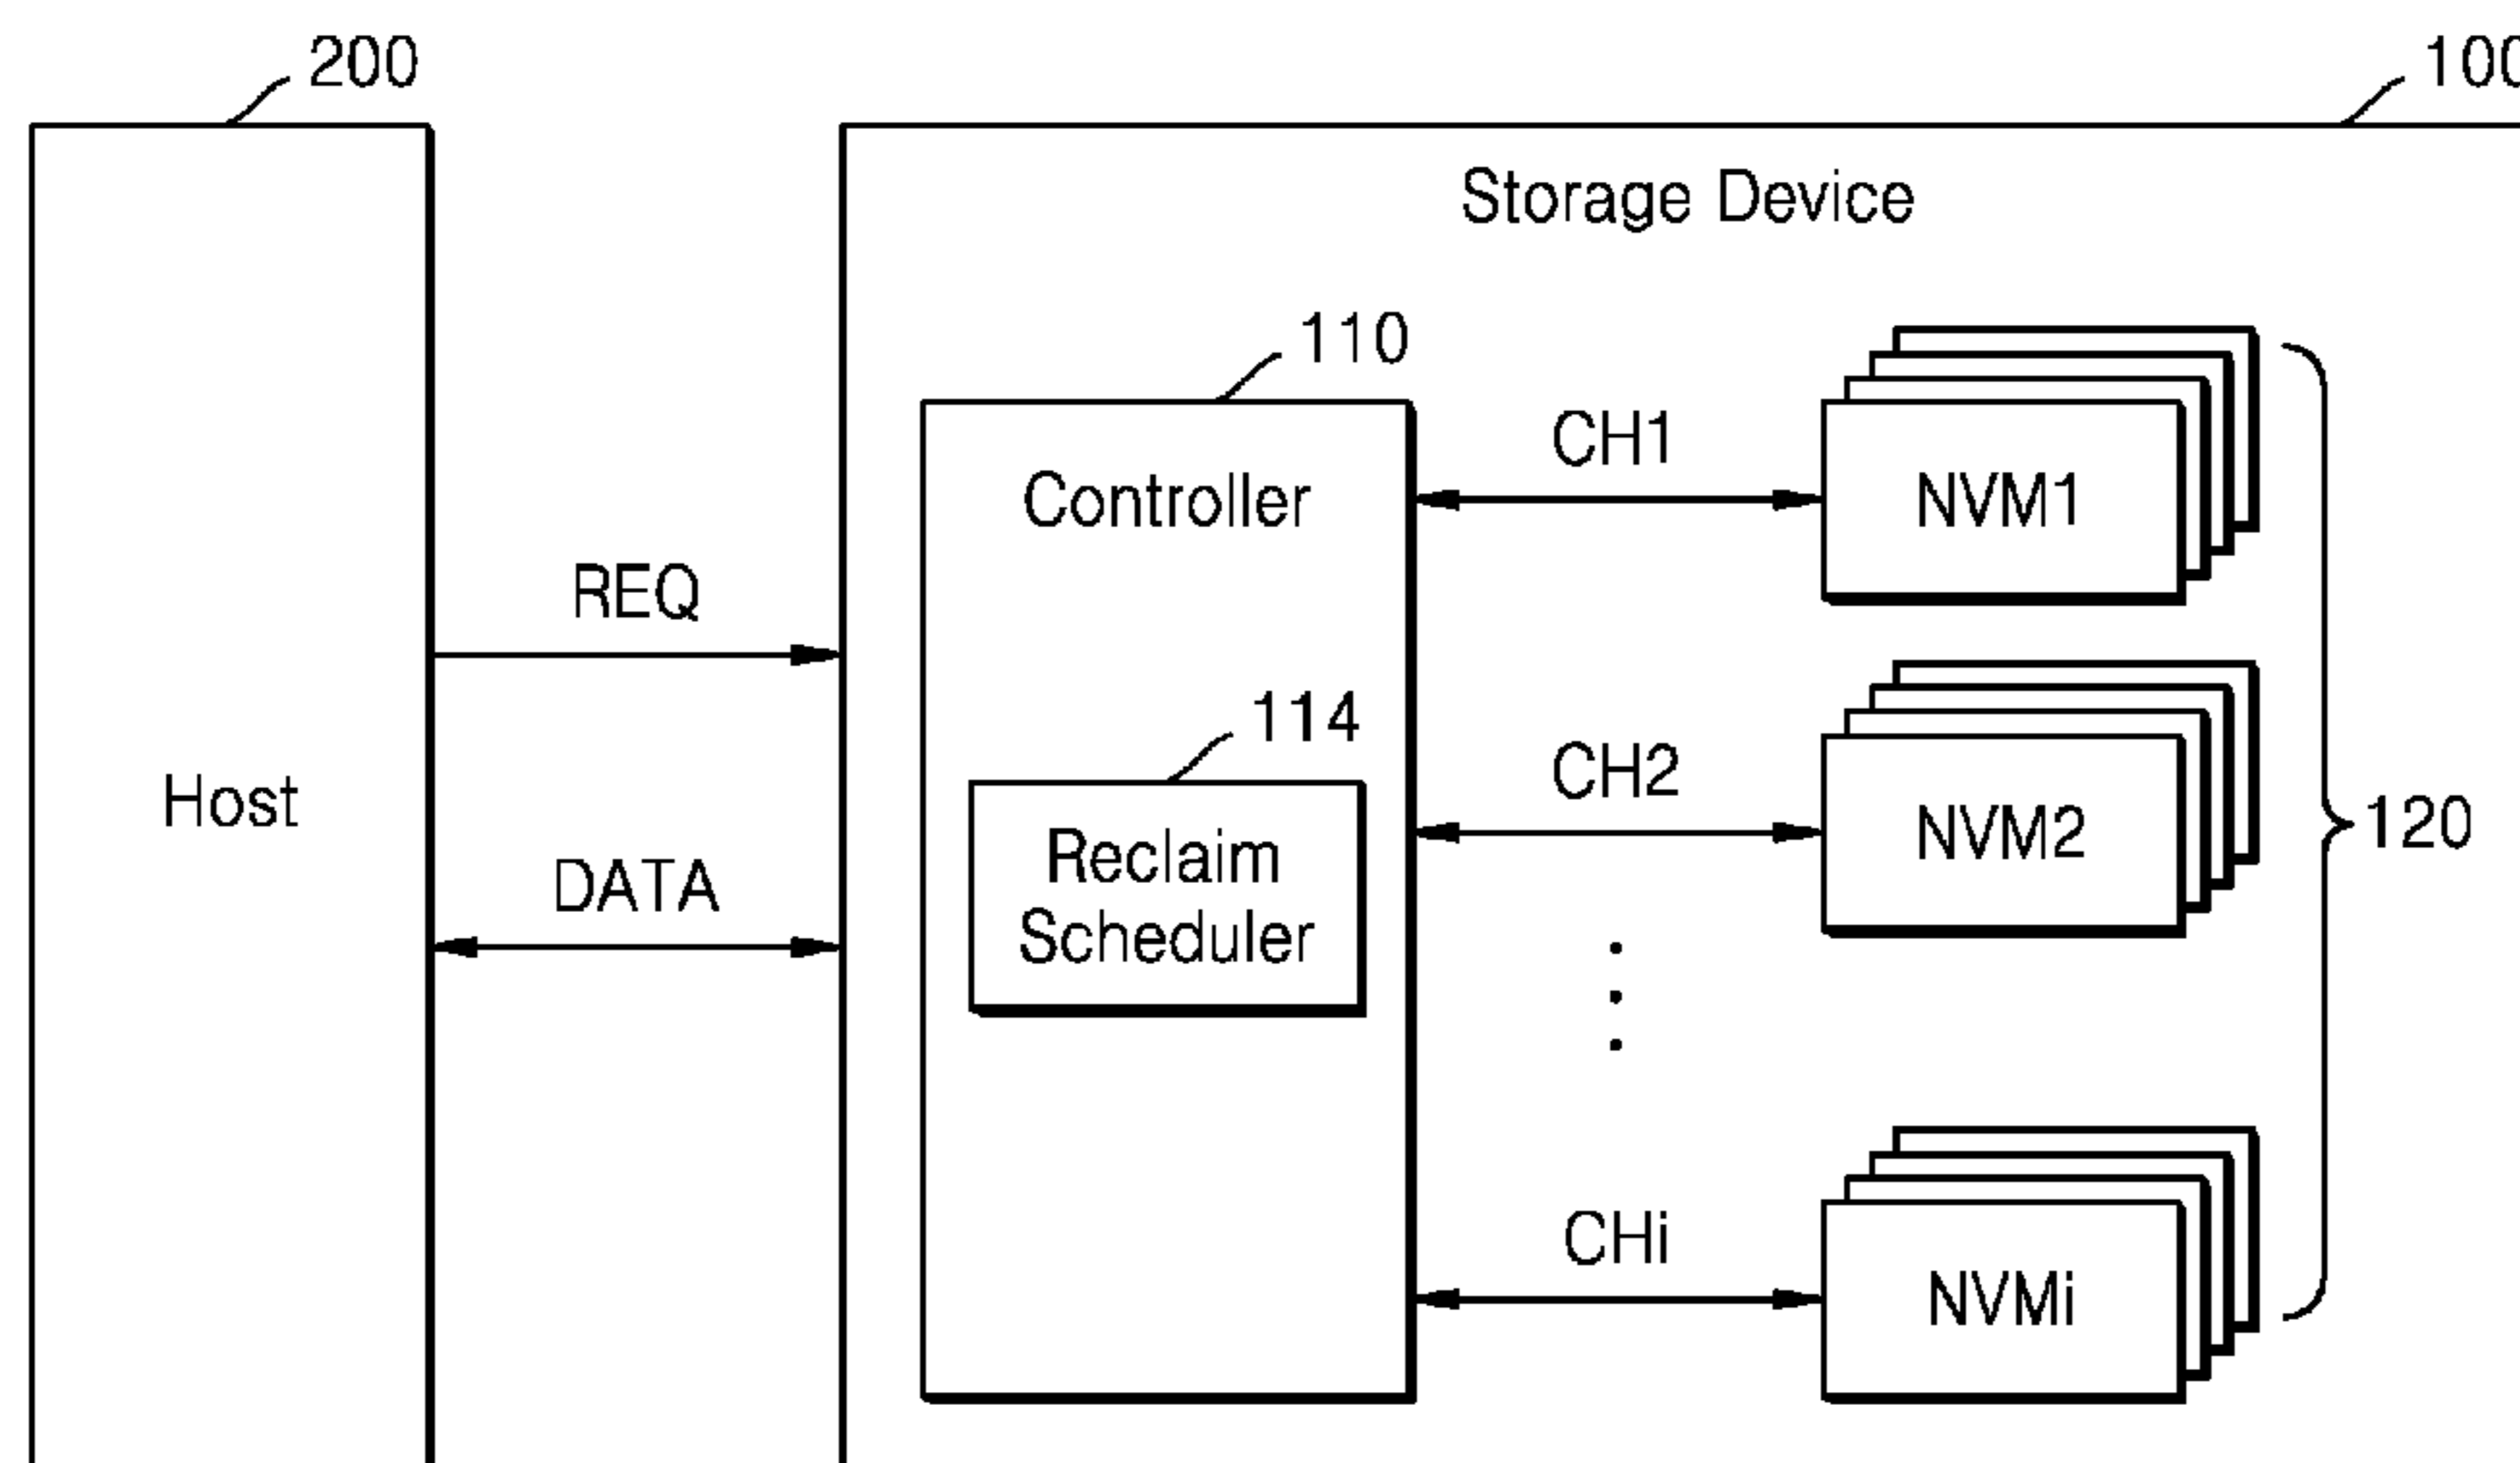 200
100
Storage Device
110
CH1
Controller
NVM1
REQ
114
CH2
Host
Reclaim
Scheduler
NVM2
120
DATA
CHi
NVMi